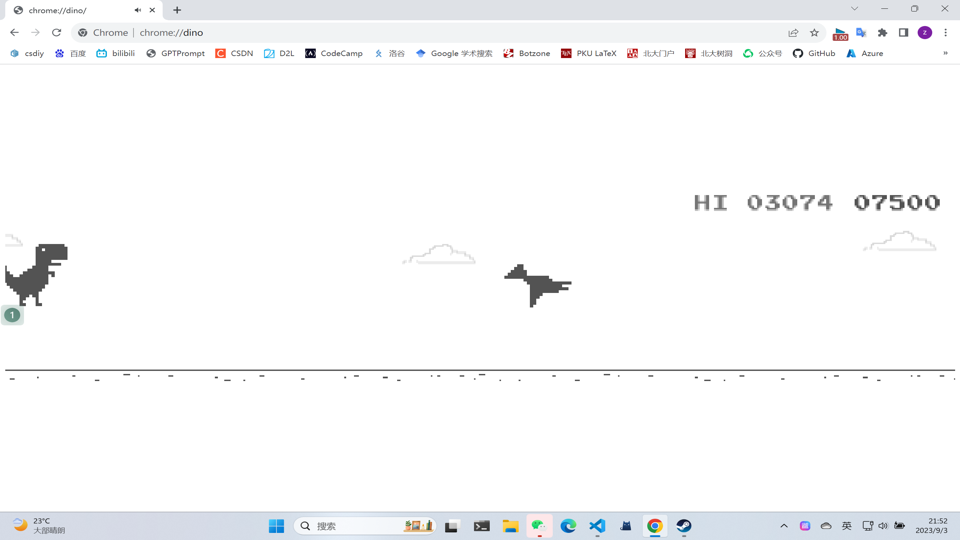 chrome://dino/
Chrome | chrome://dino
1.00
z
csdiy 百度 bilibili GPTPrompt CSDN D2L CodeCamp 洛谷 Google 学术搜索 Botzone PKU LaTeX 北大门户 北大树洞 公众号 GitHub Azure »
HI 03074 07500
1
23°C
大部晴朗
搜索
英
21:52
2023/9/3